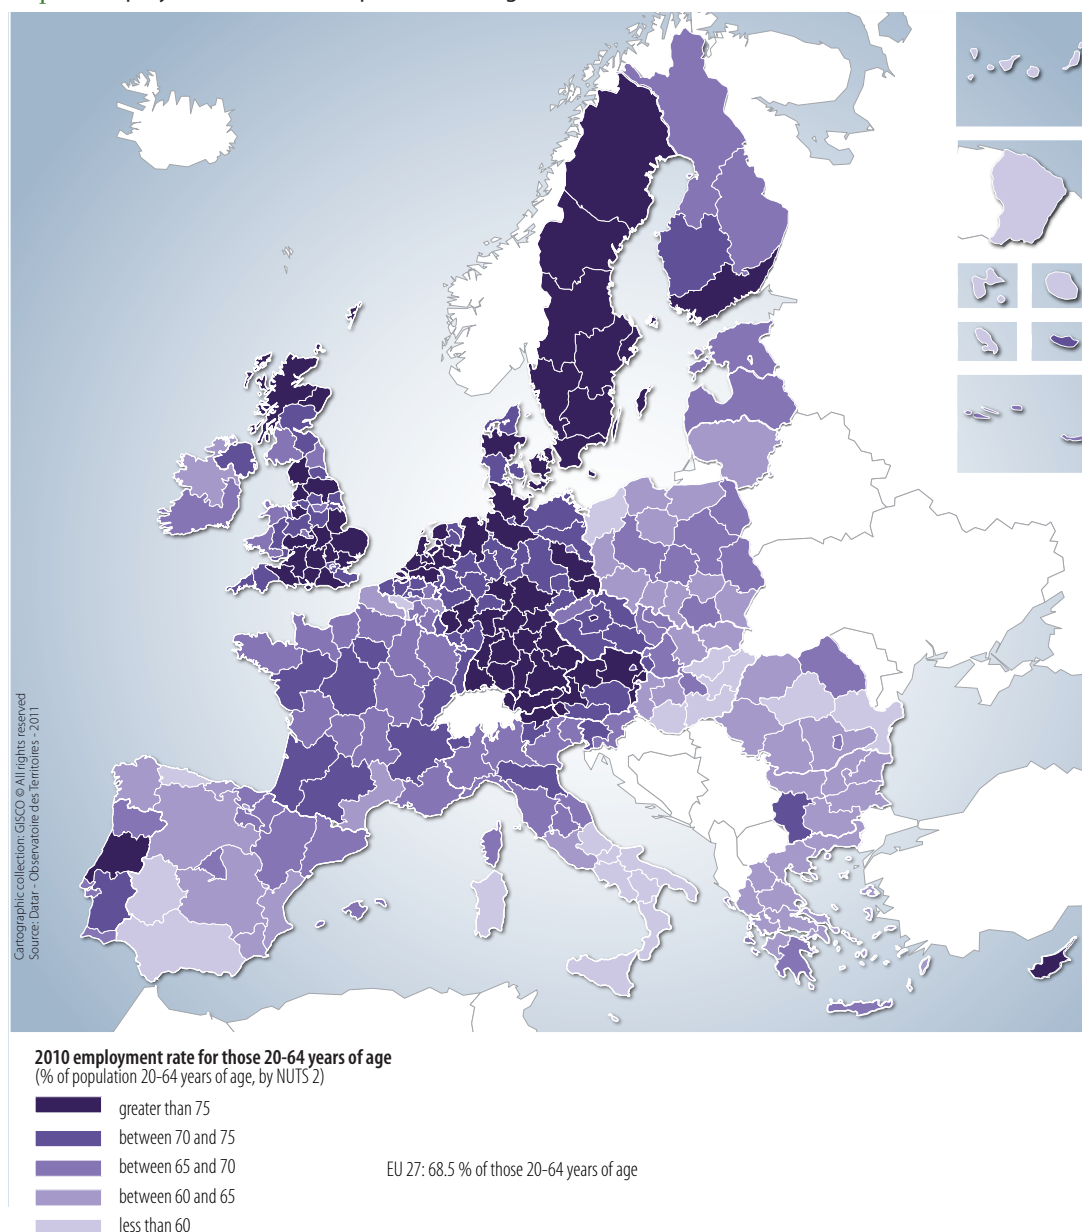 Cartographic collection: GISCO © All rights reserved
Source: Datar - Observatoire des Territoires - 2011
2010 employment rate for those 20-64 years of age
(% of population 20-64 years of age, by NUTS 2)
greater than 75
between 70 and 75
between 65 and 70
EU 27: 68.5 % of those 20-64 years of age
between 60 and 65
less than 60